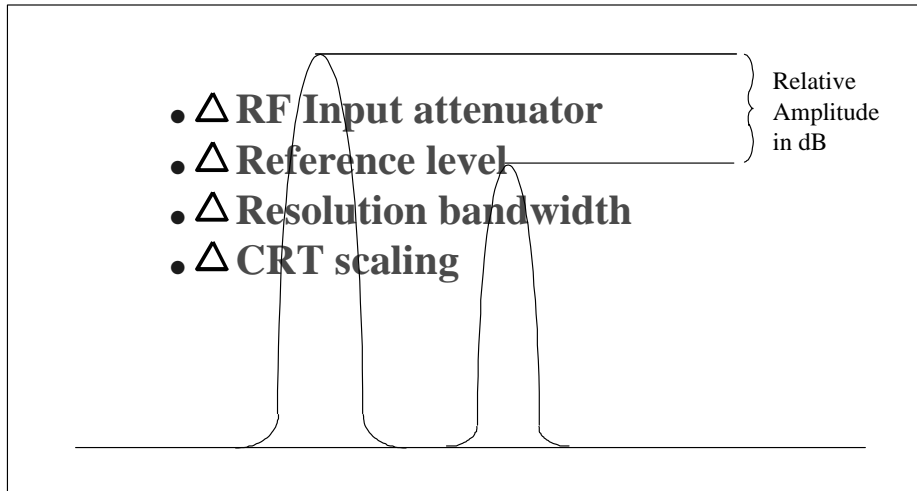 • △ RF Input attenuator
• △ Reference level
• △ Resolution bandwidth
• △ CRT scaling
Relative
Amplitude
in dB